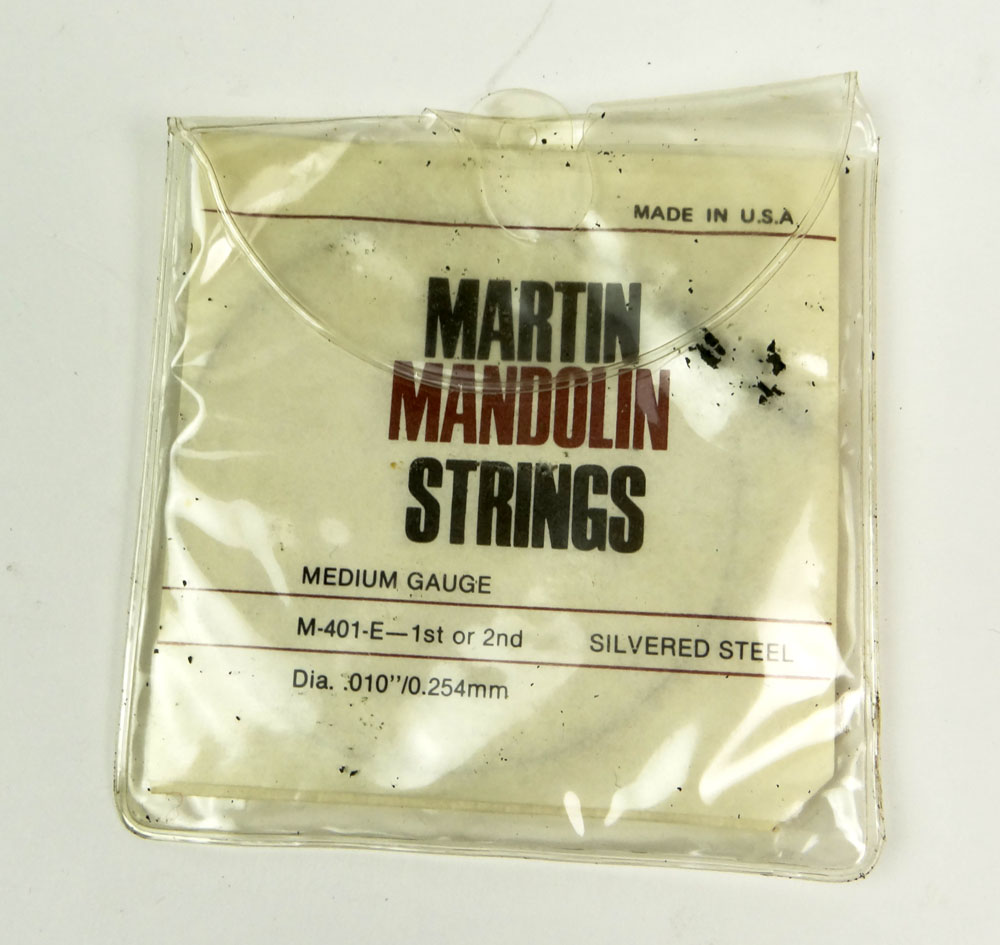 MADE IN U.S.A.
MARTIN
MANDOLIN
STRINGS
MEDIUM GAUGE
M-401-E—1st or 2nd SILVERED STEEL
Dia. .010''/0.254mm